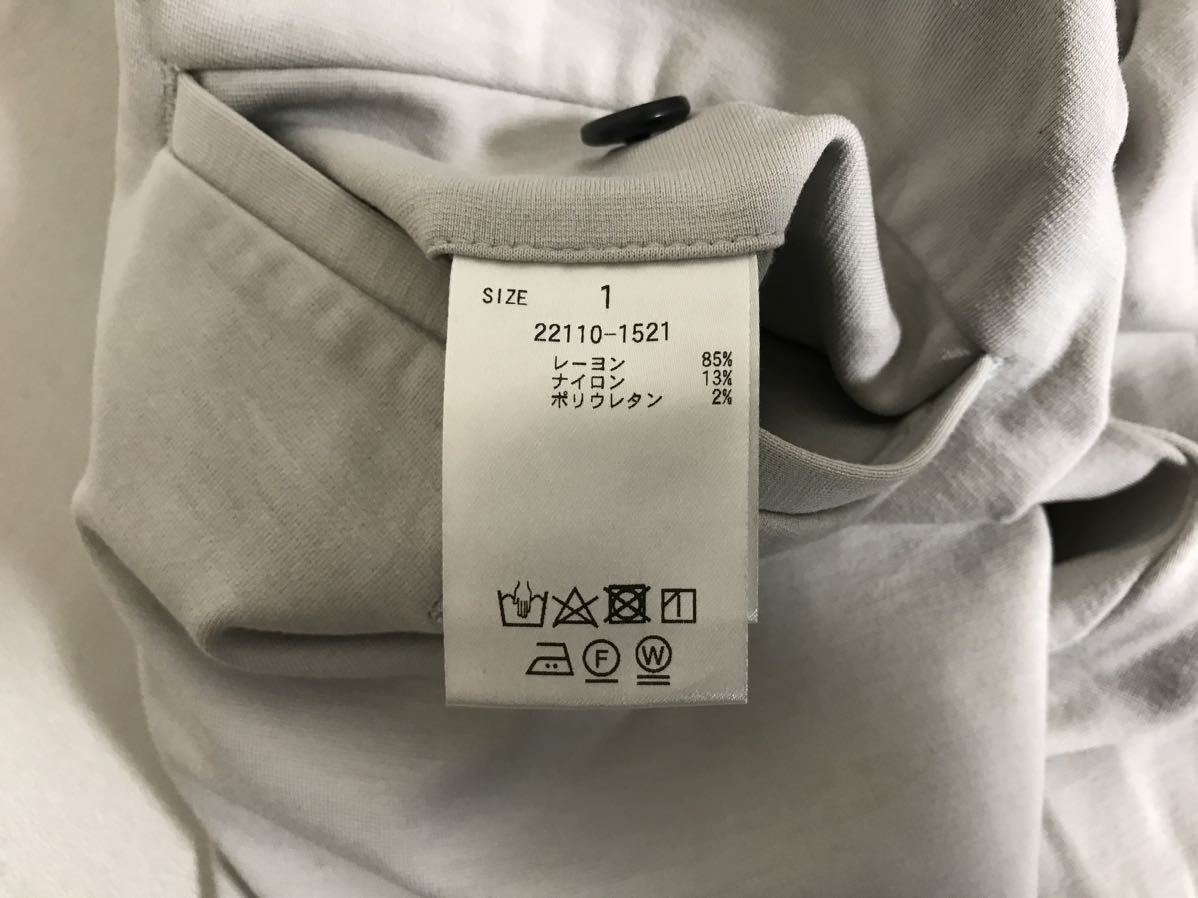 SIZE 1
22110-1521
レーヨン 85%
ナイロン 13%
ポリウレタン 2%
F W